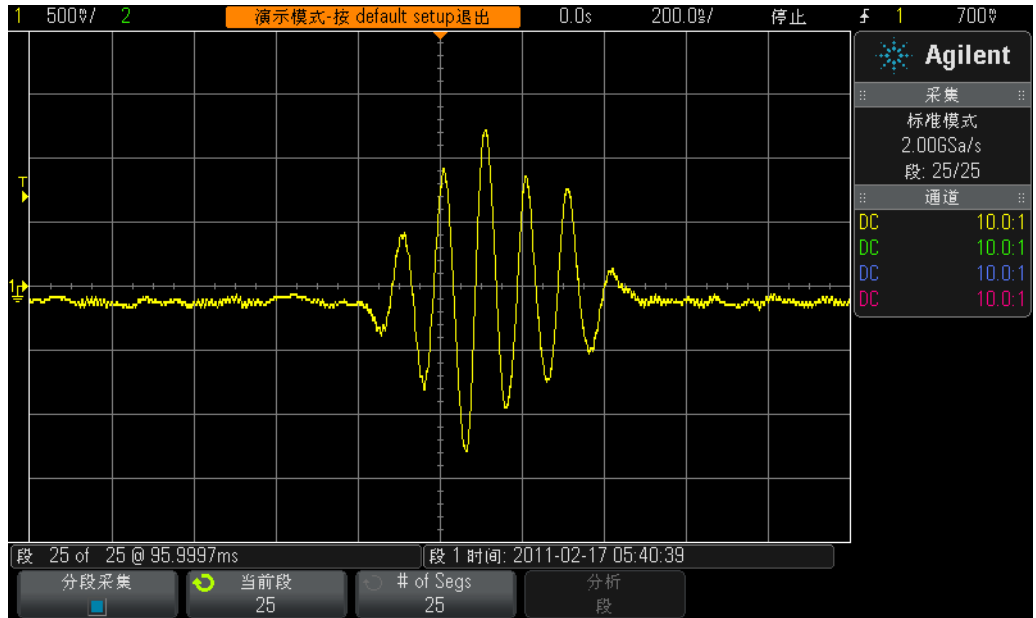 1 500mV/ 2 演示模式-按 default setup退出 0.0s 200.0ns/ 停止 1 700mV
Agilent
采集
标准模式
2.00GSa/s
段: 25/25
通道
DC 10.0:1
DC 10.0:1
DC 10.0:1
DC 10.0:1
T
1
段 25 of 25 @ 95.9997ms 段 1 时间: 2011-02-17 05:40:39
分段采集 当前段 # of Segs 分析
25 25 段